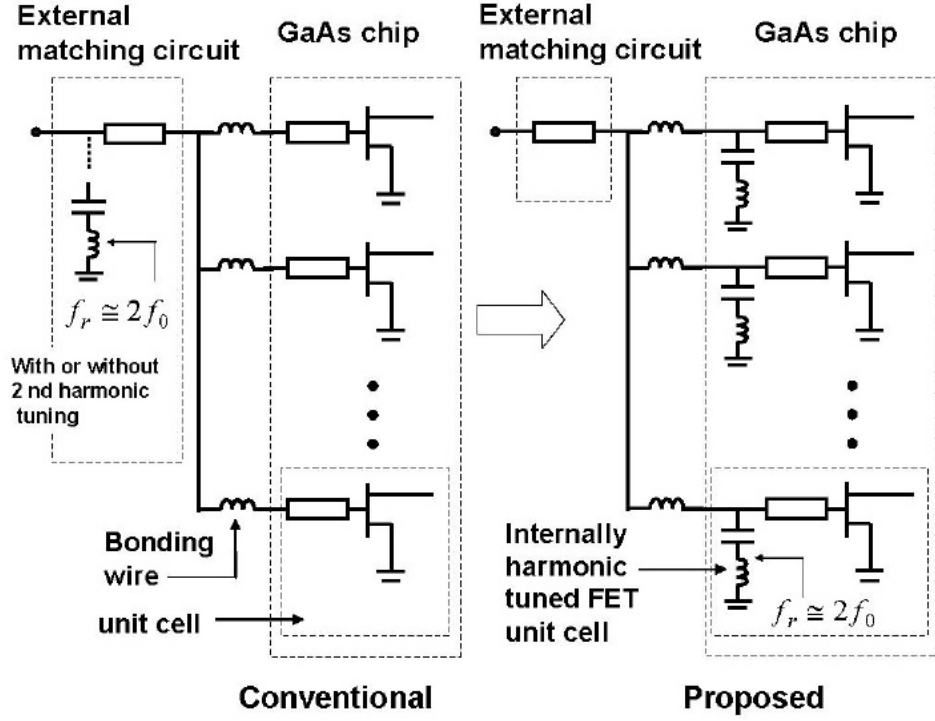 External
matching circuit
GaAs chip
f_r ≅ 2f_0
With or without
2 nd harmonic
tuning
Bonding
wire
unit cell
Conventional
External
matching circuit
GaAs chip
Internally
harmonic
tuned FET
unit cell
f_r ≅ 2f_0
Proposed